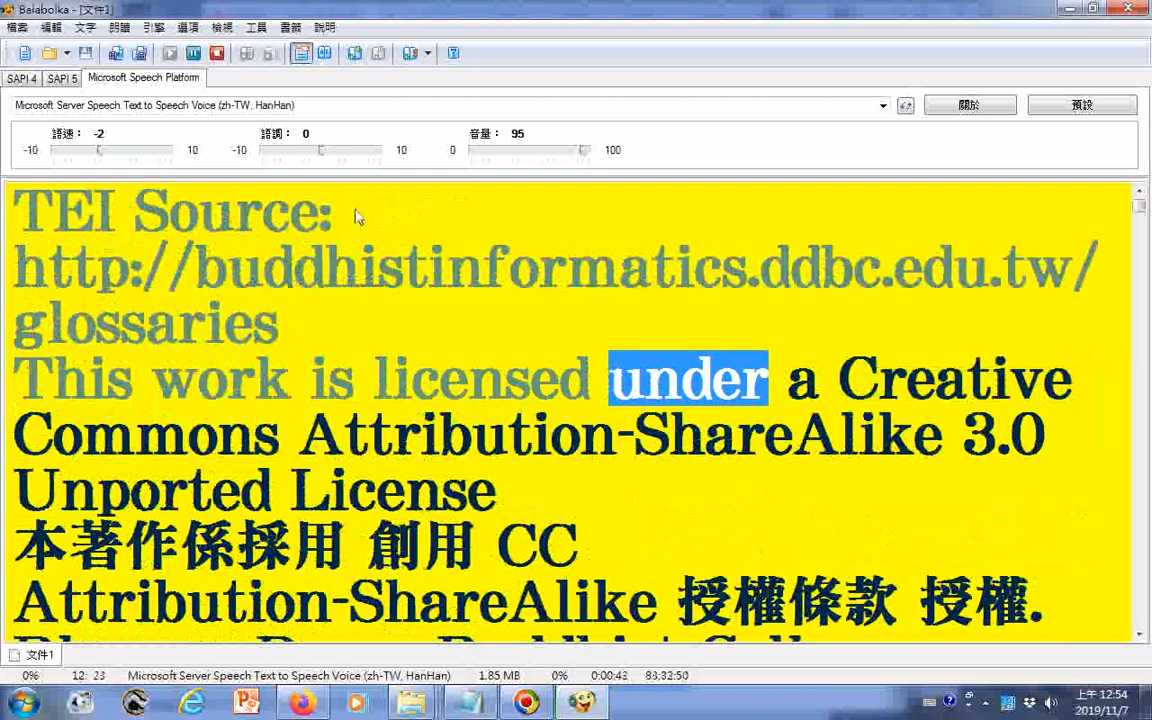 Balabolka - [文件1]
檔案 編輯 文字 朗讀 引擎 選項 檢視 工具 書籤 說明
SAPI 4 SAPI 5 Microsoft Speech Platform
Microsoft Server Speech Text to Speech Voice (zh-TW, HanHan) 關於 預設
語速： -2 語調： 0 音量： 95
-10 10 -10 10 0 100
TEI Source:
http://buddhistinformatics.ddbc.edu.tw/
glossaries
This work is licensed under a Creative
Commons Attribution-ShareAlike 3.0
Unported License
本著作係採用 創用 CC
Attribution-ShareAlike 授權條款 授權.
文件1
0% 12: 23 Microsoft Server Speech Text to Speech Voice (zh-TW, HanHan) 1.85 MB 0% 0:00:42 83:32:50
上午 12:54
2019/11/7